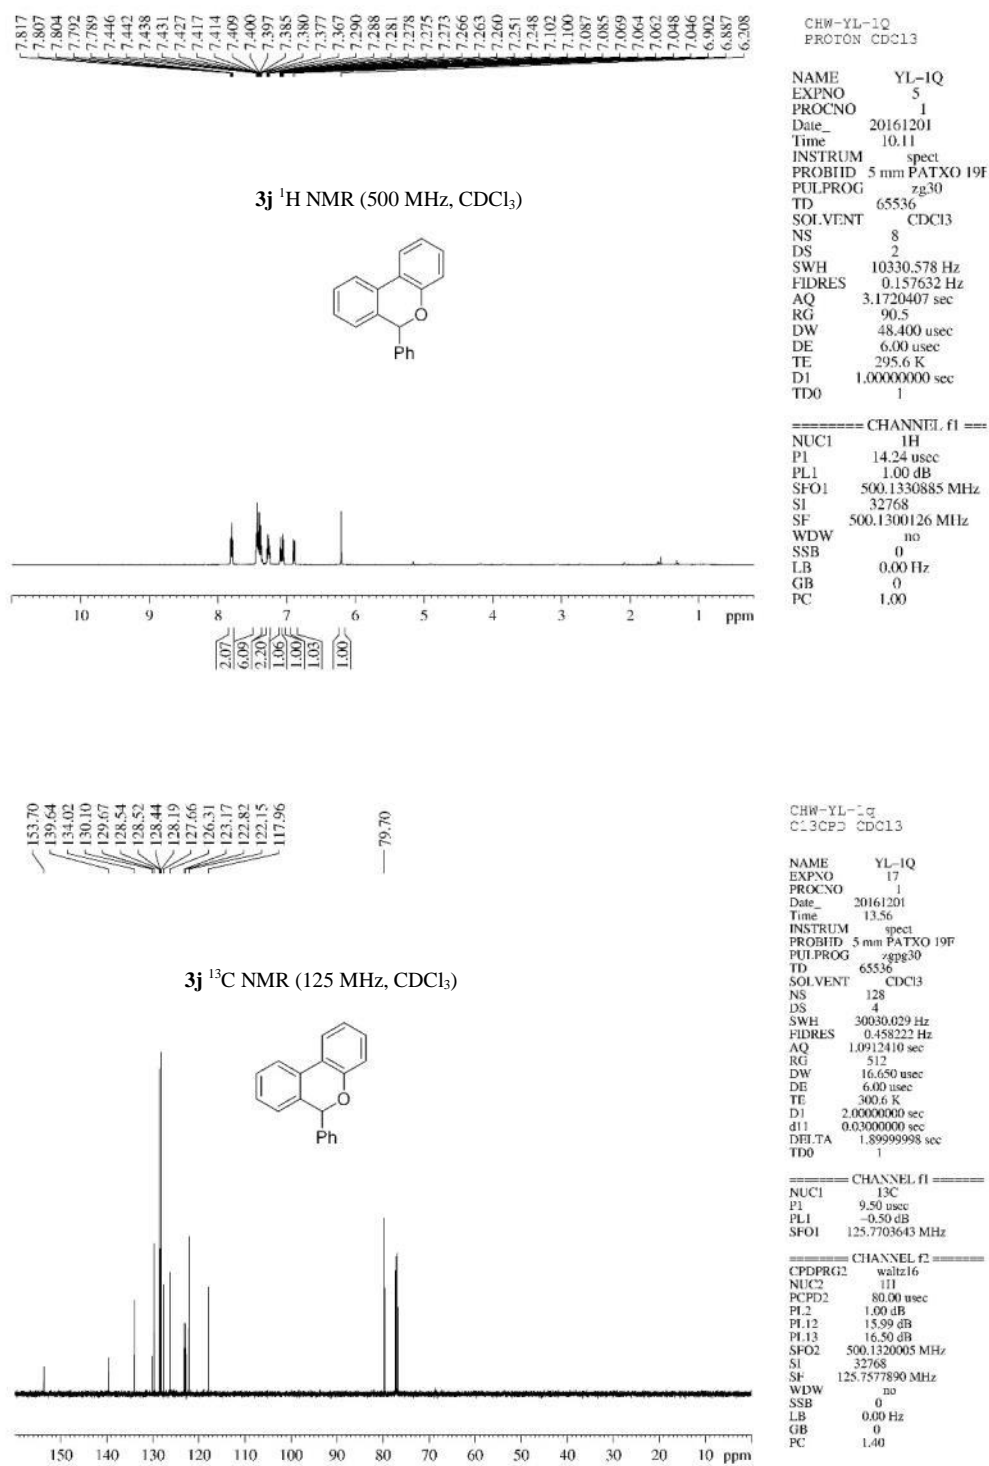 7.817
7.807
7.804
7.792
7.789
7.446
7.442
7.438
7.431
7.427
7.417
7.414
7.409
7.400
7.397
7.385
7.380
7.377
7.367
7.290
7.288
7.281
7.278
7.275
7.273
7.266
7.263
7.260
7.251
7.248
7.102
7.100
7.087
7.085
7.069
7.064
7.062
7.048
7.046
6.902
6.887
6.208
CHW-YL-1Q
PROTON CDCl3
NAME YL-1Q
EXPNO 5
PROCNO 1
Date_ 20161201
Time 10.11
INSTRUM spect
PROBHD 5 mm PATXO 19F
PULPROG zg30
TD 65536
SOLVENT CDCl3
NS 8
DS 2
SWH 10330.578 Hz
FIDRES 0.157632 Hz
AQ 3.1720407 sec
RG 90.5
DW 48.400 usec
DE 6.00 usec
TE 295.6 K
D1 1.00000000 sec
TD0 1
======== CHANNEL f1 ===
NUC1 1H
P1 14.24 usec
PL1 1.00 dB
SFO1 500.1330885 MHz
SI 32768
SF 500.1300126 MHz
WDW no
SSB 0
LB 0.00 Hz
GB 0
PC 1.00
3j ¹H NMR (500 MHz, CDCl₃)
O
Ph
10 9 8 7 6 5 4 3 2 1 ppm
2.07
6.09
2.20
1.06
1.00
1.03
1.00
153.70
139.64
134.02
130.10
129.67
128.54
128.52
128.44
128.19
127.66
126.31
123.17
122.82
122.15
117.96
79.70
CHW-YL-1q
C13CPD CDCl3
NAME YL-1Q
EXPNO 17
PROCNO 1
Date_ 20161201
Time 13.56
INSTRUM spect
PROBHD 5 mm PATXO 19F
PULPROG zgpg30
TD 65536
SOLVENT CDCl3
NS 128
DS 4
SWH 30030.029 Hz
FIDRES 0.458222 Hz
AQ 1.0912410 sec
RG 512
DW 16.650 usec
DE 6.00 usec
TE 300.6 K
D1 2.00000000 sec
d11 0.03000000 sec
DELTA 1.89999998 sec
TD0 1
======== CHANNEL f1 =======
NUC1 13C
P1 9.50 usec
PL1 -0.50 dB
SFO1 125.7703643 MHz
======== CHANNEL f2 =======
CPDPRG2 waltz16
NUC2 1H
PCPD2 80.00 usec
PL2 1.00 dB
PL12 15.99 dB
PL13 16.50 dB
SFO2 500.1320005 MHz
SI 32768
SF 125.7577890 MHz
WDW no
SSB 0
LB 0.00 Hz
GB 0
PC 1.40
3j ¹³C NMR (125 MHz, CDCl₃)
O
Ph
150 140 130 120 110 100 90 80 70 60 50 40 30 20 10 ppm